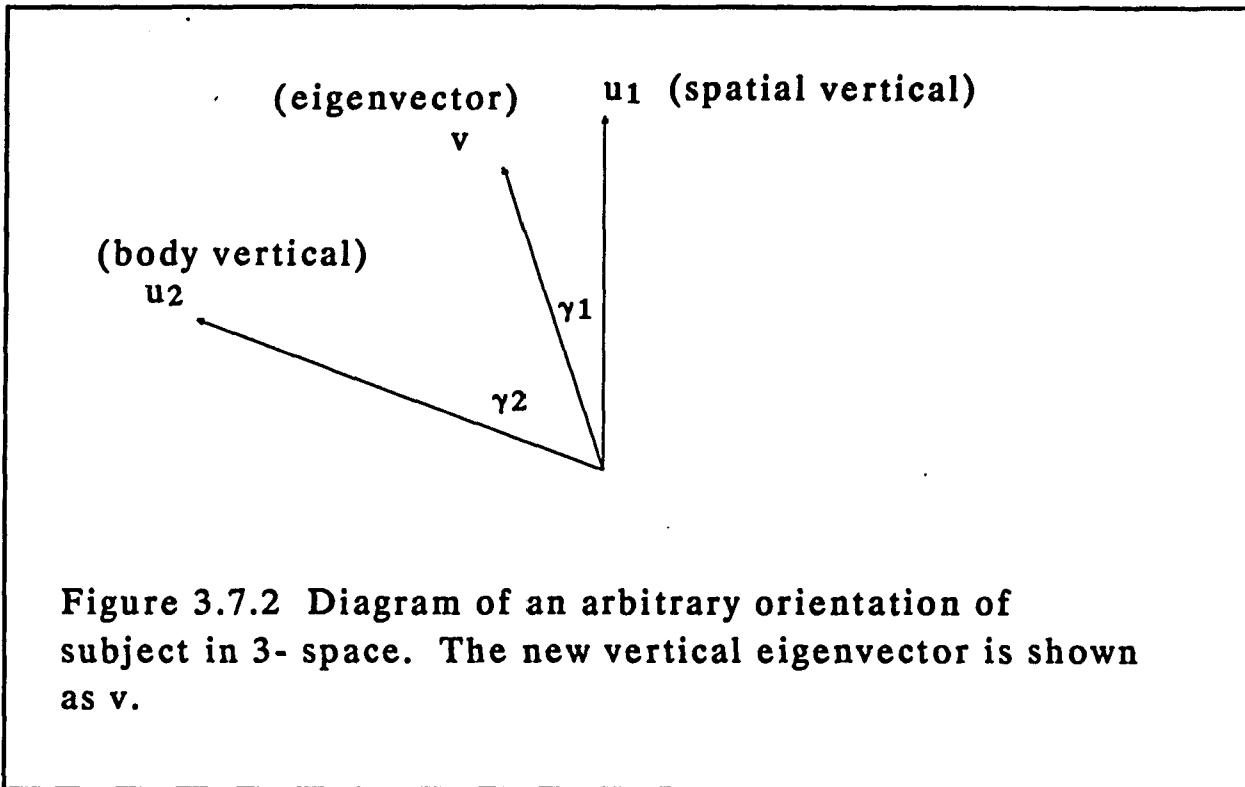 (eigenvector) u1 (spatial vertical)
v
(body vertical)
u2
γ1
γ2
Figure 3.7.2 Diagram of an arbitrary orientation of
subject in 3- space. The new vertical eigenvector is shown
as v.